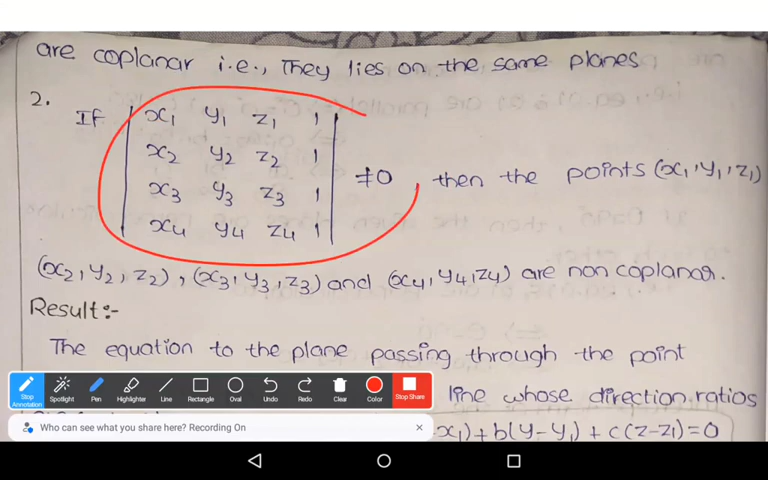 are coplanar i.e., They lies on the same planes
2.
If | x1 y1 z1 1 |
| x2 y2 z2 1 |
| x3 y3 z3 1 | ≠0, then the points (x1,y1,z1)
| x4 y4 z4 1 |
(x2,y2,z2), (x3,y3,z3) and (x4,y4,z4) are non coplanar.
Result:-
The equation to the plane passing through the point
line whose direction ratios
x1)+b(y-y1)+c(z-z1)=0
Stop Annotation Spotlight Pen Highlighter Line Rectangle Oval Undo Redo Clear Color Stop Share
Who can see what you share here? Recording On ×